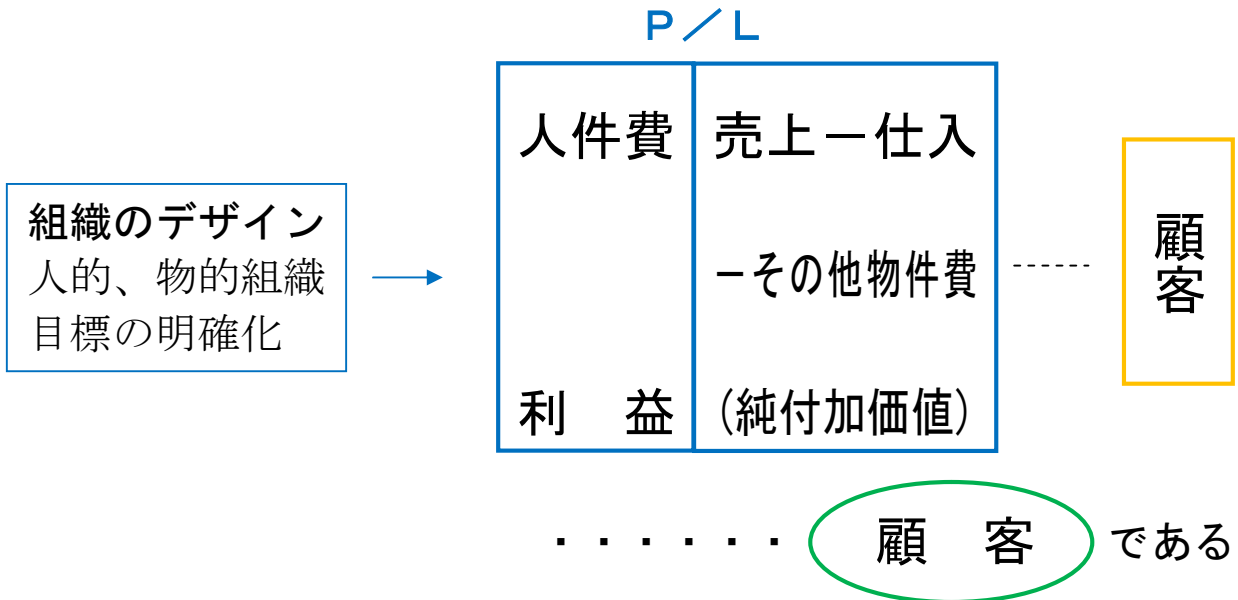 P/L
組織のデザイン
人的、物的組織
目標の明確化
人件費
利　益
売上－仕入
－その他物件費
(純付加価値)
顧客
・・・・・・ 顧　客 である